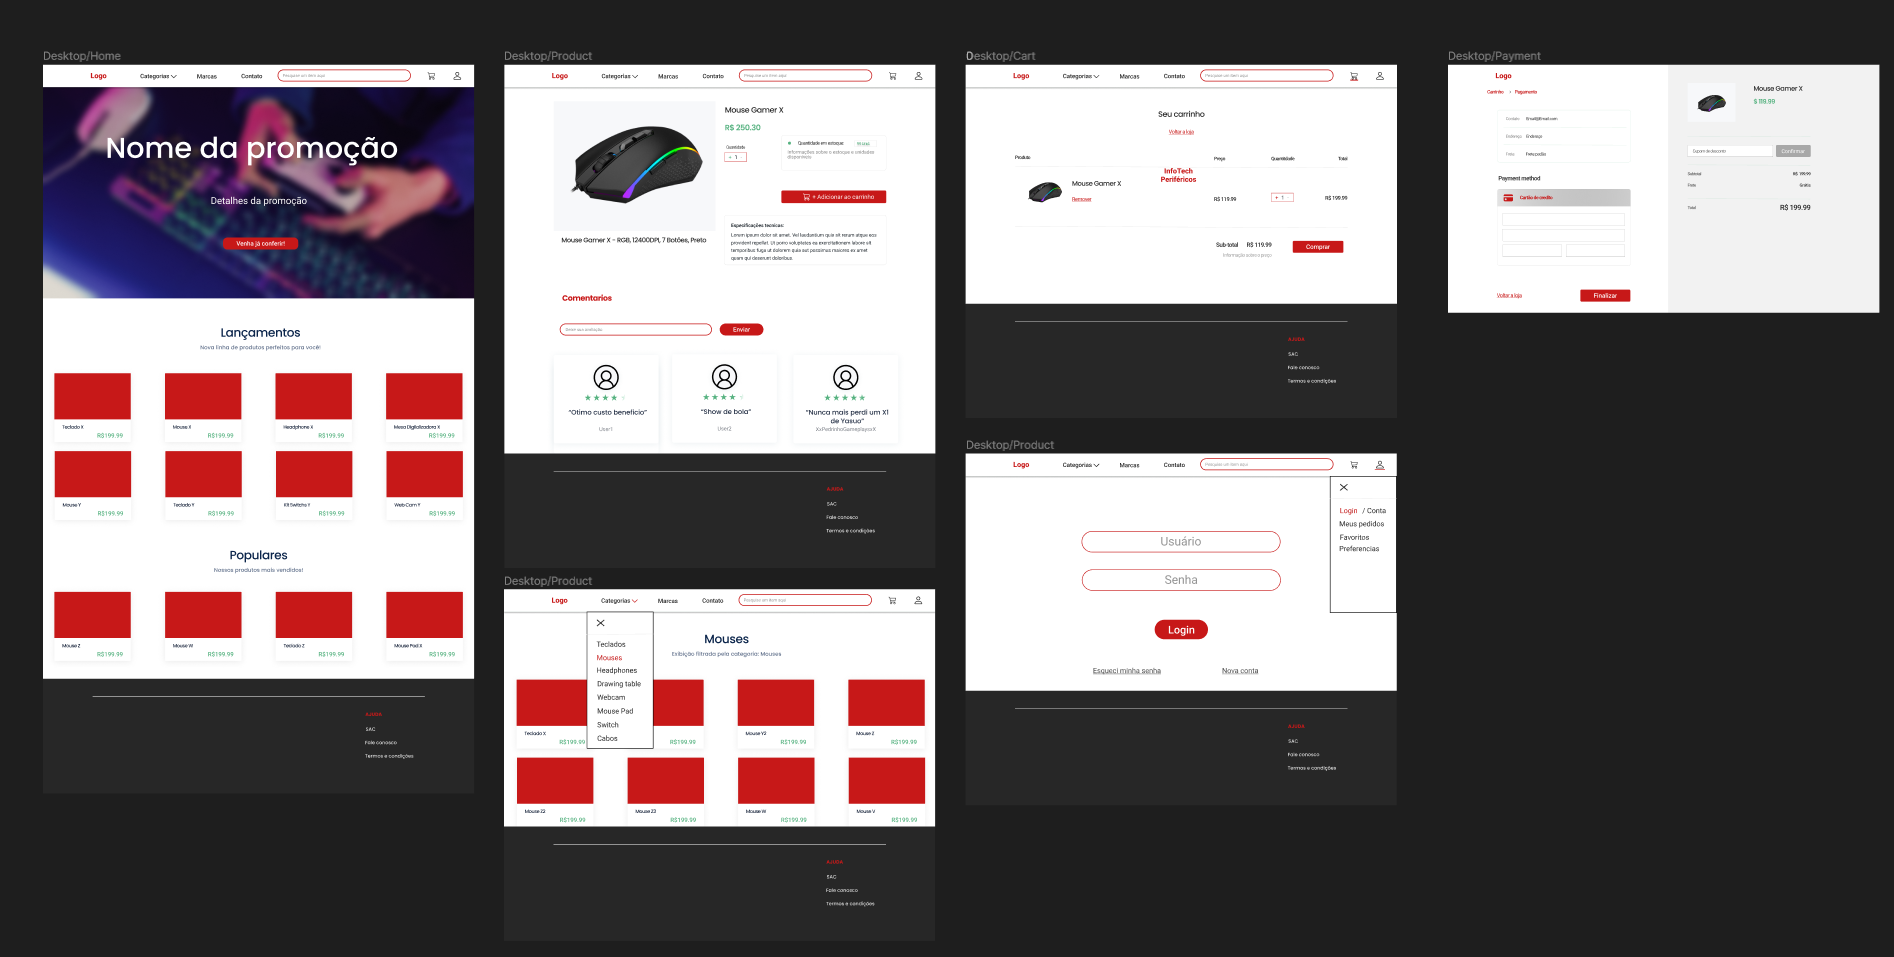 Desktop/Home
Logo
Categorias
Marcas
Contato
Pesquise um item aqui
Nome da promoção
Detalhes da promoção
Venha já conferir!
Lançamentos
Nova linha de produtos perfeitos para você!
Teclado X
R$199.99
Mouse X
R$199.99
Headphone X
R$199.99
Mesa Digitalizadora X
R$199.99
Mouse Y
R$199.99
Teclado Y
R$199.99
Kit Switchs Y
R$199.99
Web Cam Y
R$199.99
Populares
Nossos produtos mais vendidos!
Mouse Z
R$199.99
Mouse W
R$199.99
Teclado Z
R$199.99
Mouse Pad X
R$199.99
AJUDA
SAC
Fale conosco
Termos e condições
Desktop/Product
Logo
Categorias
Marcas
Contato
Pesquise um item aqui
Mouse Gamer X
R$ 250.30
Quantidade
+ 1 -
Quantidade em estoque:
Informações sobre o estoque e unidades
disponíveis
+ Adicionar ao carrinho
Mouse Gamer X - RGB, 12400DPI, 7 Botões, Preto
Especificações tecnicas:
Lorem ipsum dolor sit amet. Vel laudantium quia sit rerum atque eos
provident repellat. Ut porro voluptates ea exercitationem labore sit
temporibus fuga ut dolorem quia aut possimus maiores ex amet
quam qui deserunt doloribus.
Comentarios
Deixe sua avaliação
Enviar
"Otimo custo beneficio"
User1
"Show de bola"
User2
"Nunca mais perdi um X1
de Yasuo"
XxPedrinhoGameplaysxX
AJUDA
SAC
Fale conosco
Termos e condições
Desktop/Product
Logo
Categorias
Marcas
Contato
Pesquise um item aqui
Teclados
Mouses
Headphones
Drawing table
Webcam
Mouse Pad
Switch
Cabos
Mouses
Exibição filtrada pela categoria: Mouses
Teclado X
R$199.99
R$199.99
Mouse Y2
R$199.99
Mouse Z
R$199.99
Mouse Z2
R$199.99
Mouse Z3
R$199.99
Mouse W
R$199.99
Mouse V
R$199.99
AJUDA
SAC
Fale conosco
Termos e condições
Desktop/Cart
Logo
Categorias
Marcas
Contato
Pesquise um item aqui
Seu carrinho
Voltar a loja
Produto
Preço
Quantidade
Total
InfoTech
Periféricos
Mouse Gamer X
Remover
R$ 119.99
+ 1 -
R$ 199.99
Sub-total R$ 119.99
Informação sobre o preço
Comprar
AJUDA
SAC
Fale conosco
Termos e condições
Desktop/Product
Logo
Categorias
Marcas
Contato
Pesquise um item aqui
Login / Conta
Meus pedidos
Favoritos
Preferencias
Usuário
Senha
Login
Esqueci minha senha
Nova conta
AJUDA
SAC
Fale conosco
Termos e condições
Desktop/Payment
Logo
Carrinho > Pagamento
Contato Email@Email.com
Endereço Endereço
Frete Frete padão
Payment method
Cartão de credito
Voltar a loja
Finalizar
Mouse Gamer X
$ 119.99
Cupom de desconto
Confirmar
Subtotal R$ 199.99
Frete Grátis
Total R$ 199.99